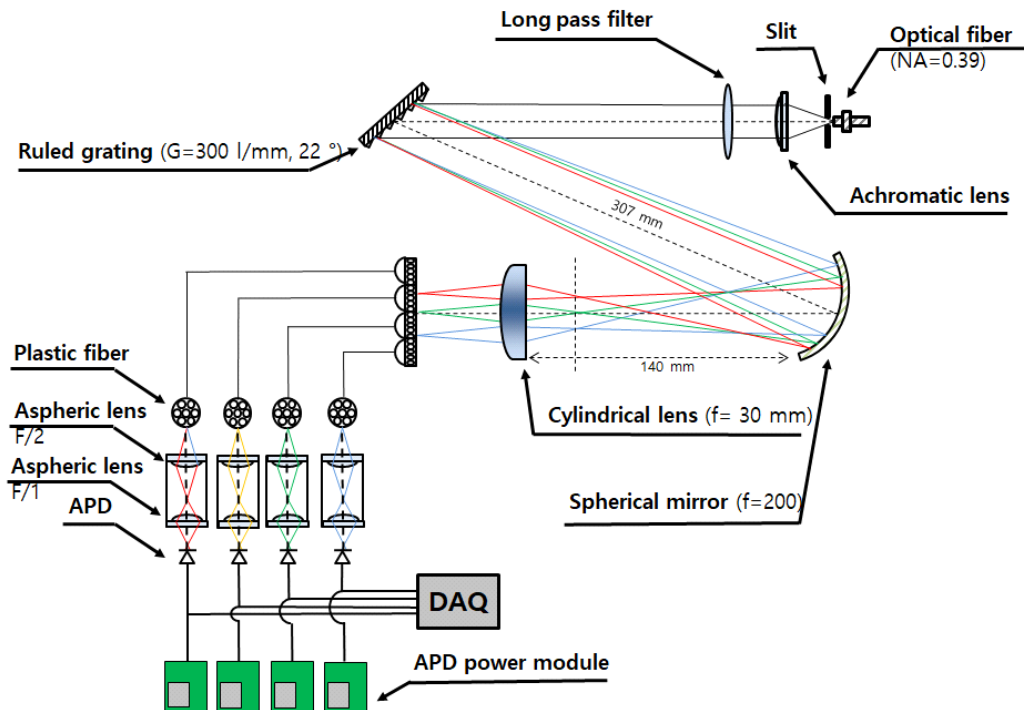 Long pass filter
Slit
Optical fiber
(NA=0.39)
Ruled grating (G=300 l/mm, 22 °)
Achromatic lens
307 mm
140 mm
Plastic fiber
Cylindrical lens (f= 30 mm)
Aspheric lens
F/2
Aspheric lens
F/1
Spherical mirror (f=200)
APD
DAQ
APD power module